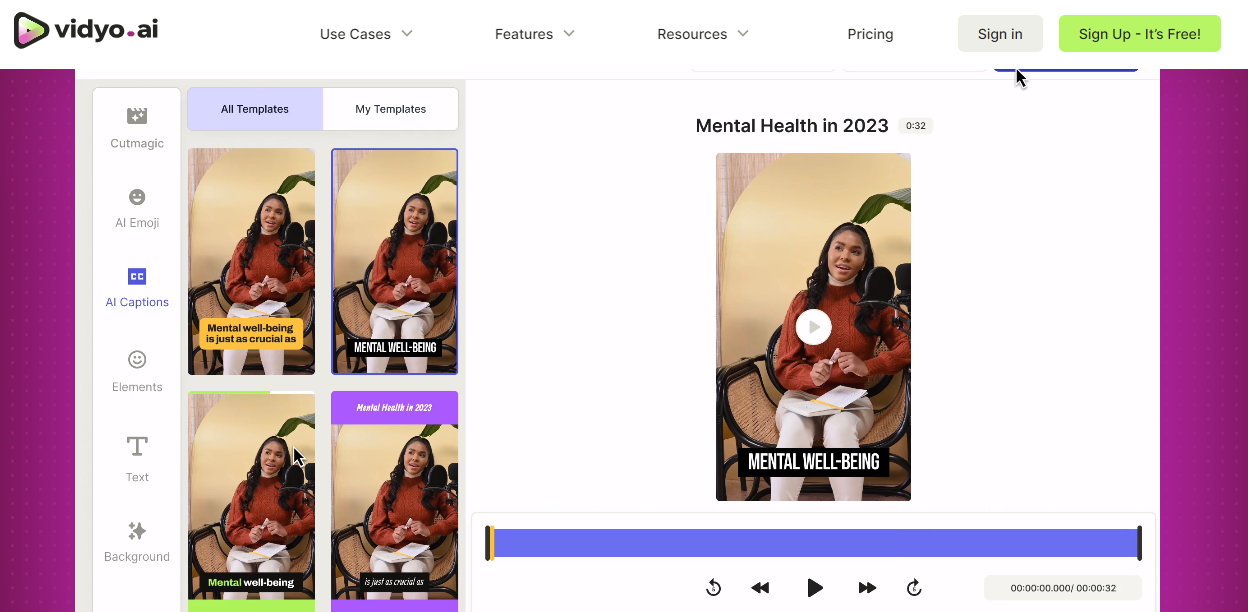 vidyo.ai
Use Cases
Features
Resources
Pricing
Sign in
Sign Up - It's Free!
Cutmagic
AI Emoji
CC
AI Captions
Elements
T
Text
Background
All Templates
My Templates
Mental well-being
is just as crucial as
MENTAL WELL-BEING
Mental well-being
Mental Health in 2023
is just as crucial as
Mental Health in 2023
0:32
MENTAL WELL-BEING
00:00:00.000/ 00:00:32